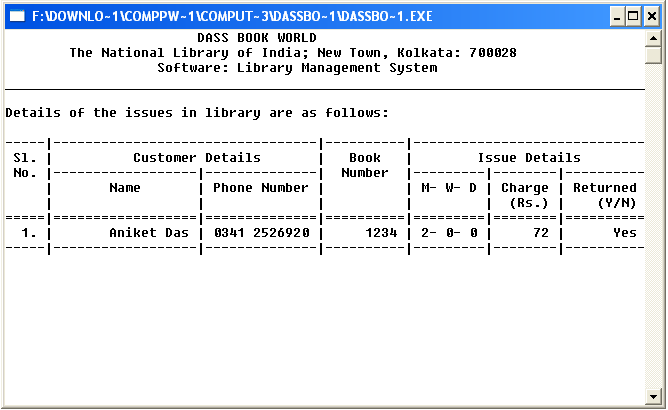 F:\DOWNLO~1\COMPPW~1\COMPUT~3\DASSBO~1\DASSBO~1.EXE
DASS BOOK WORLD
The National Library of India; New Town, Kolkata: 700028
Software: Library Management System
Details of the issues in library are as follows:
Sl. | Customer Details | Book | Issue Details
No. | Number
Name | Phone Number | M- W- D | Charge | Returned
(Rs.) | (Y/N)
1. | Aniket Das | 0341 2526920 | 1234 | 2- 0- 0 | 72 | Yes